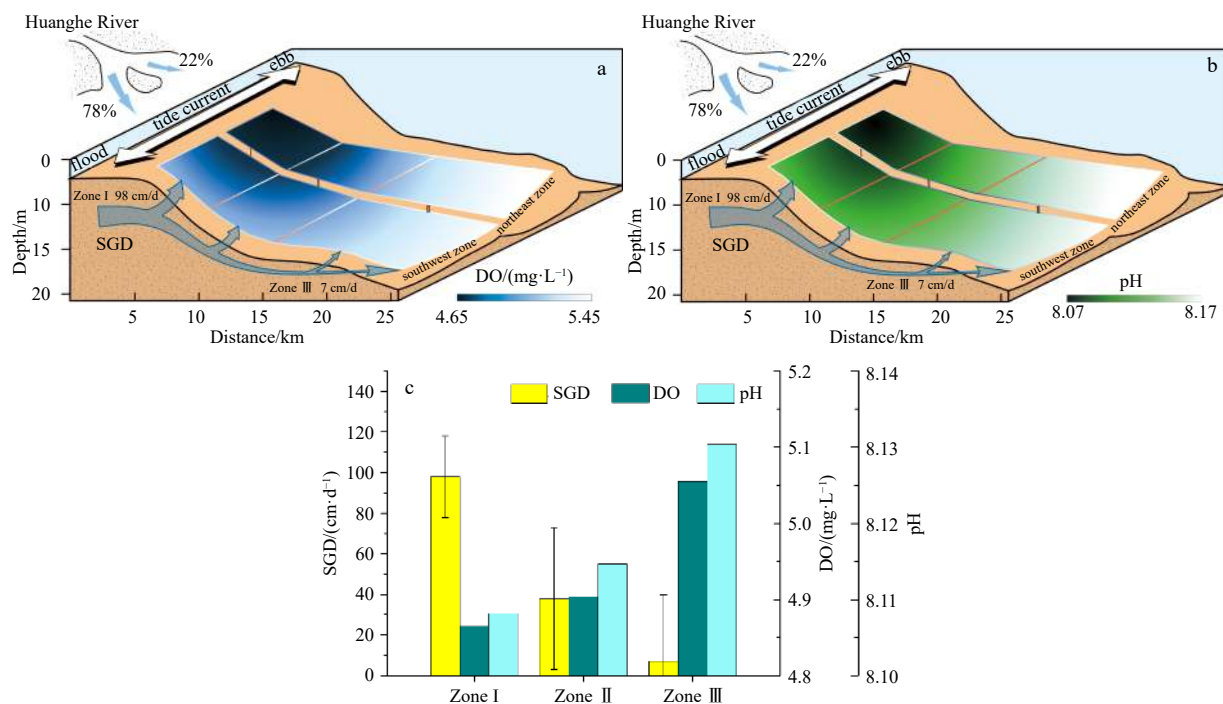 Huanghe River
22%
78%
ebb
tide current
flood
a
0
Zone Ⅰ 98 cm/d
10
SGD
15
20
Depth/m
Zone Ⅲ 7 cm/d
southwest zone
northeast zone
Ⅰ
Ⅱ
Ⅲ
DO/(mg·L⁻¹)
4.65
5.45
5
10
15
20
25
Distance/km
Huanghe River
22%
78%
ebb
tide current
flood
b
0
Zone Ⅰ 98 cm/d
10
SGD
15
20
Depth/m
Zone Ⅲ 7 cm/d
southwest zone
northeast zone
Ⅰ
Ⅱ
Ⅲ
pH
8.07
8.17
5
10
15
20
25
Distance/km
c
SGD
DO
pH
140
120
100
80
60
40
20
0
SGD/(cm·d⁻¹)
5.2
5.1
5.0
4.9
4.8
DO/(mg·L⁻¹)
8.14
8.13
8.12
8.11
8.10
pH
Zone Ⅰ
Zone Ⅱ
Zone Ⅲ